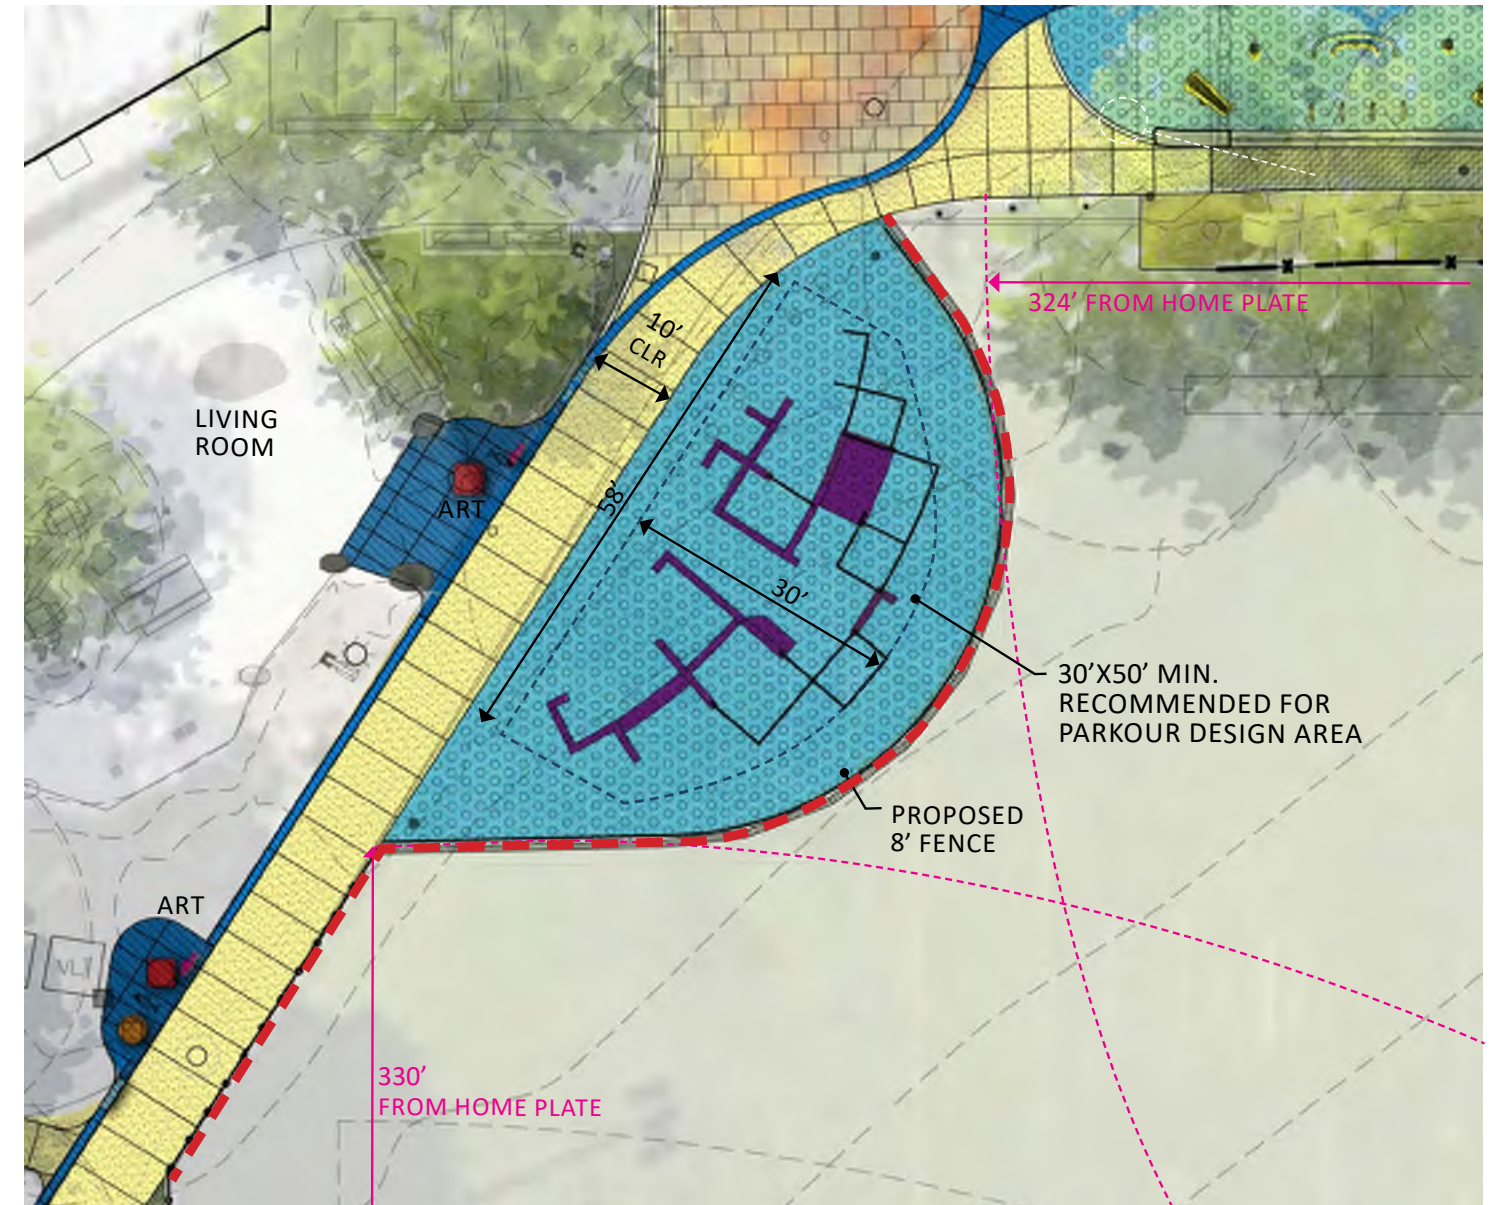 324’ FROM HOME PLATE
10’
CLR
LIVING
ROOM
ART
58’
30’
30’X50’ MIN.
RECOMMENDED FOR
PARKOUR DESIGN AREA
PROPOSED
8’ FENCE
ART
330’
FROM HOME PLATE